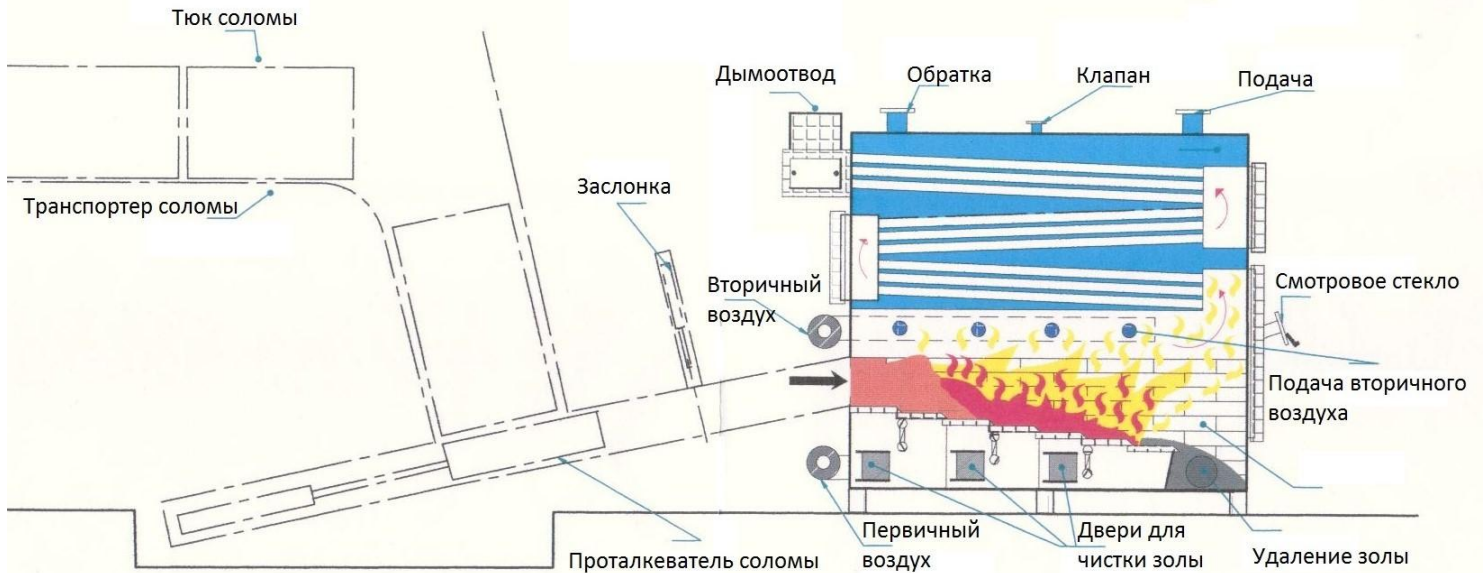 Тюк соломы
Дымоотвод
Обратка
Клапан
Подача
Транспортер соломы
Заслонка
Вторичный
воздух
Смотровое стекло
Подача вторичного
воздуха
Первичный
воздух
Двери для
чистки золы
Удаление золы
Проталкеватель соломы